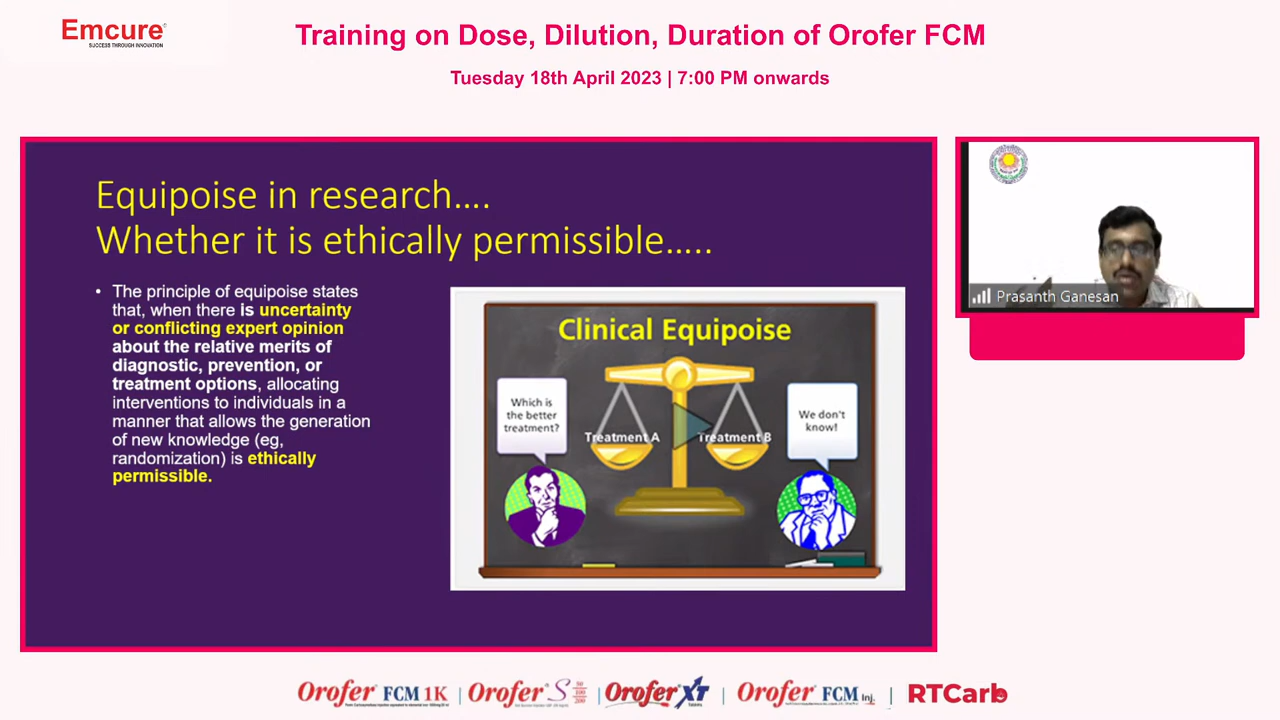 Emcure
SUCCESS THROUGH INNOVATION
Training on Dose, Dilution, Duration of Orofer FCM
Tuesday 18th April 2023 | 7:00 PM onwards
Equipoise in research....
Whether it is ethically permissible.....
• The principle of equipoise states
that, when there is uncertainty
or conflicting expert opinion
about the relative merits of
diagnostic, prevention, or
treatment options, allocating
interventions to individuals in a
manner that allows the generation
of new knowledge (eg,
randomization) is ethically
permissible.
Clinical Equipoise
Which is
the better
treatment?
Treatment A
Treatment B
We don't
know!
Prasanth Ganesan
Orofer FCM 1K | Orofer S 50 100 200 | Orofer XT TABLETS | Orofer FCM Inj. | RTCarb